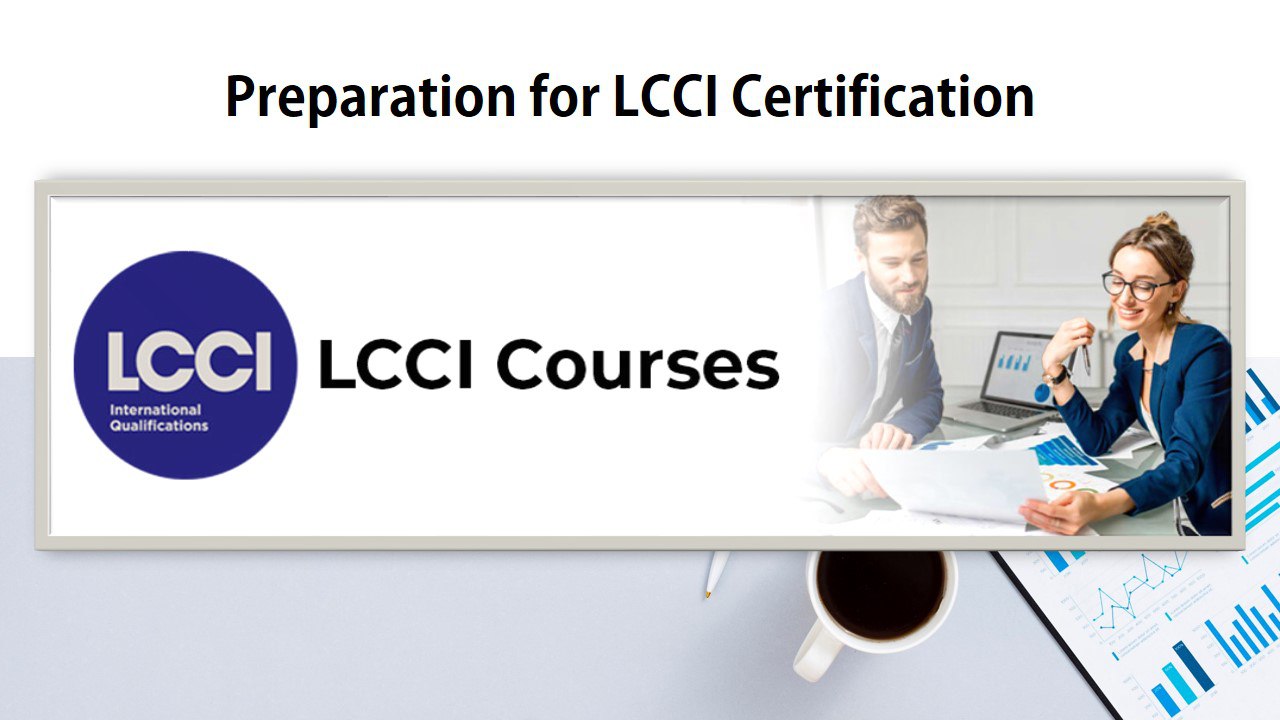 Preparation for LCCI Certification
LCCI
International
Qualifications
LCCI Courses